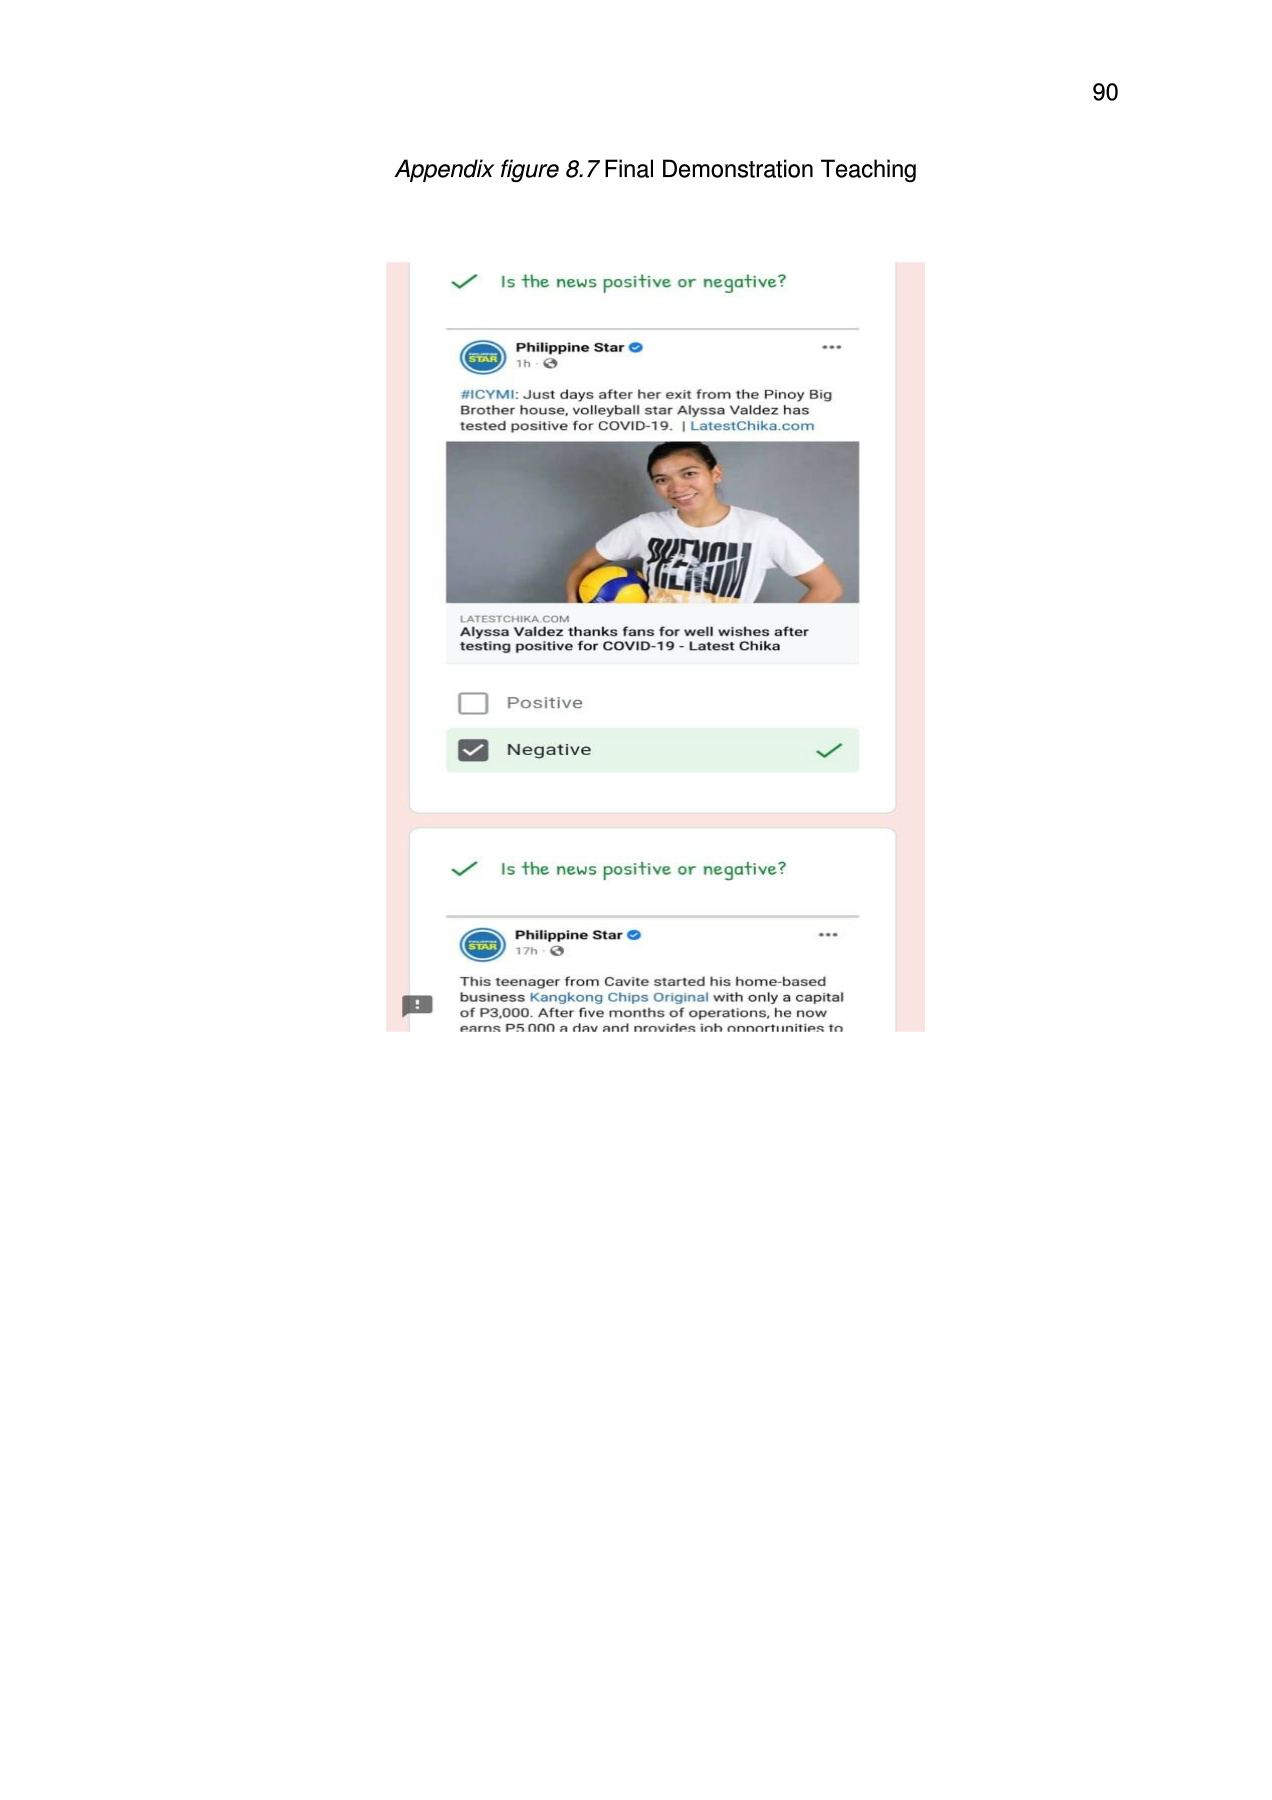 90
Appendix figure 8.7 Final Demonstration Teaching
Is the news positive or negative?
Philippine Star
STAR
1h ·
#ICYMI: Just days after her exit from the Pinoy Big
Brother house, volleyball star Alyssa Valdez has
tested positive for COVID-19. | LatestChika.com
PHENOM
LATESTCHIKA.COM
Alyssa Valdez thanks fans for well wishes after
testing positive for COVID-19 - Latest Chika
Positive
Negative
Is the news positive or negative?
Philippine Star
STAR
17h ·
This teenager from Cavite started his home-based
business Kangkong Chips Original with only a capital
of P3,000. After five months of operations, he now
earns P5,000 a day and provides job opportunities to